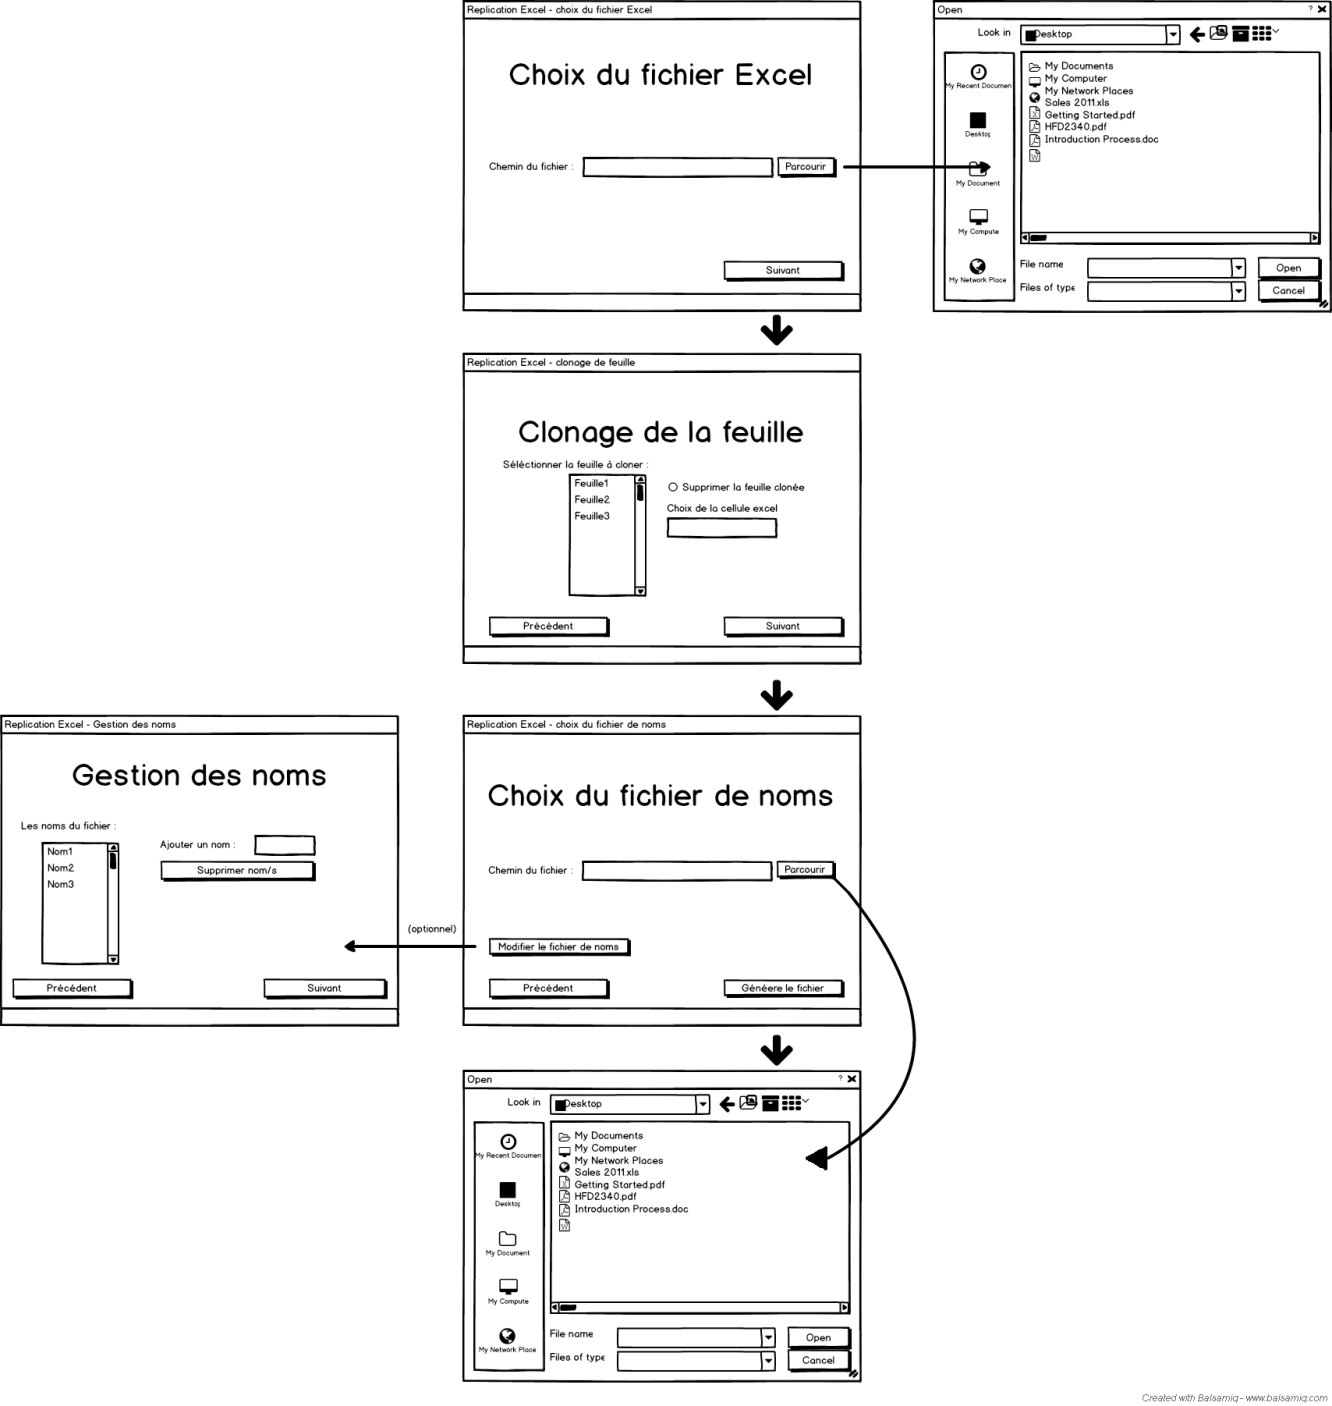 Replication Excel - choix du fichier Excel
Choix du fichier Excel
Chemin du fichier :
Parcourir
Suivant
Open
?
Look in
Desktop
My Recent Documen
Desktop
My Document
My Compute
My Network Place
My Documents
My Computer
My Network Places
Sales 2011.xls
Getting Started.pdf
HFD2340.pdf
Introduction Process.doc
File name
Open
Files of type
Cancel
Replication Excel - clonage de feuille
Clonage de la feuille
Séléctionner la feuille à cloner :
Feuille1
Feuille2
Feuille3
Supprimer la feuille clonée
Choix de la cellule excel
Précédent
Suivant
Replication Excel - Gestion des noms
Gestion des noms
Les noms du fichier :
Nom1
Nom2
Nom3
Ajouter un nom :
Supprimer nom/s
Précédent
Suivant
(optionnel)
Replication Excel - choix du fichier de noms
Choix du fichier de noms
Chemin du fichier :
Parcourir
Modifier le fichier de noms
Précédent
Généere le fichier
Open
?
Look in
Desktop
My Recent Documen
Desktop
My Document
My Compute
My Network Place
My Documents
My Computer
My Network Places
Sales 2011.xls
Getting Started.pdf
HFD2340.pdf
Introduction Process.doc
File name
Open
Files of type
Cancel
Created with Balsamiq - www.balsamiq.com